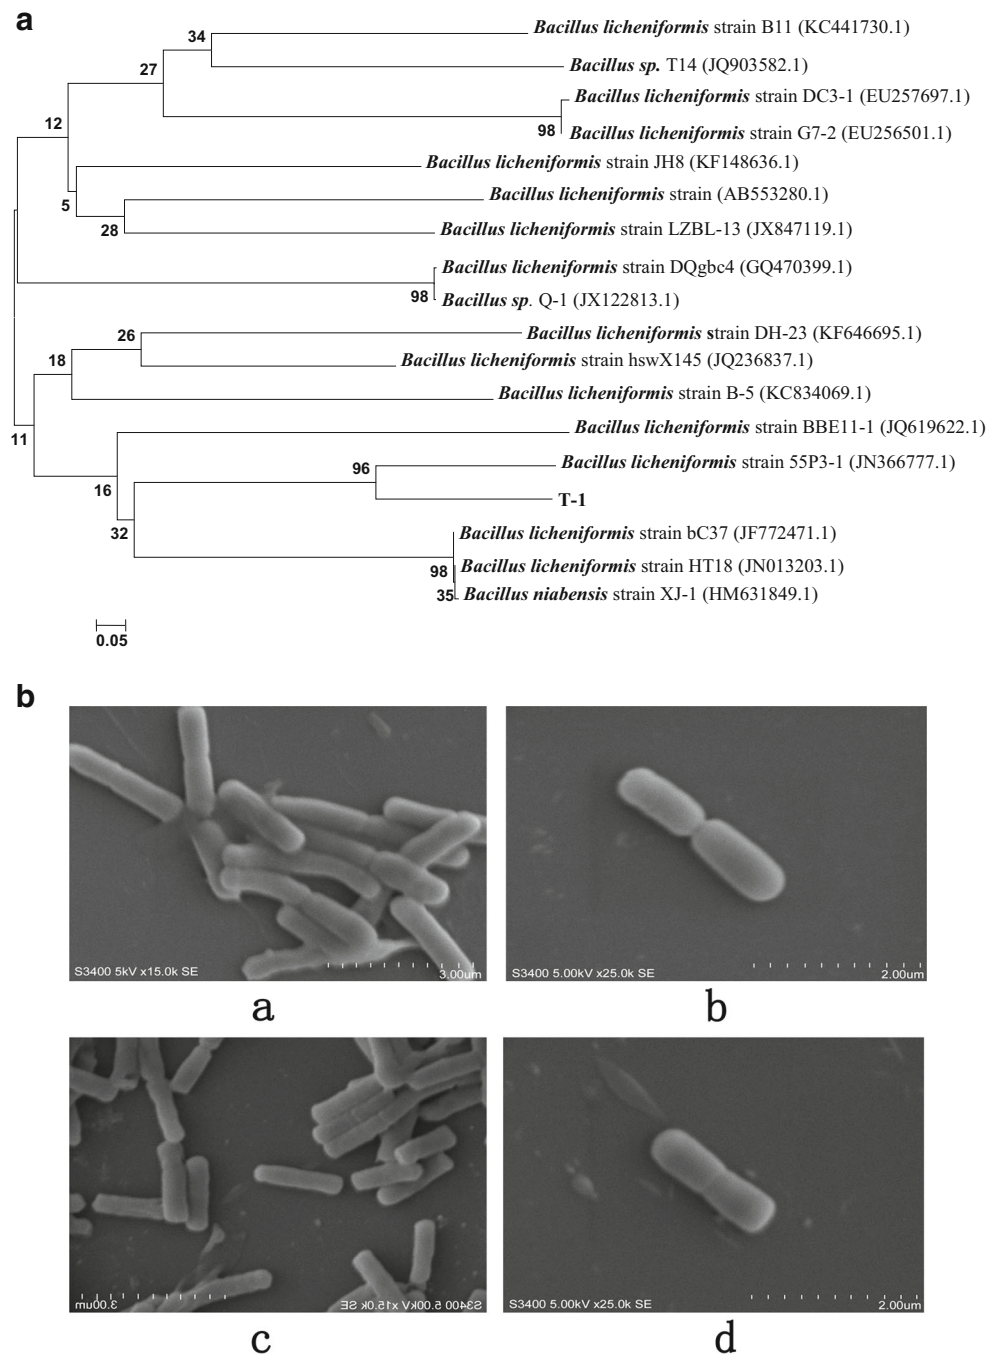 a
34
Bacillus licheniformis strain B11 (KC441730.1)
27
Bacillus sp. T14 (JQ903582.1)
Bacillus licheniformis strain DC3-1 (EU257697.1)
12
98
Bacillus licheniformis strain G7-2 (EU256501.1)
Bacillus licheniformis strain JH8 (KF148636.1)
Bacillus licheniformis strain (AB553280.1)
5
28
Bacillus licheniformis strain LZBL-13 (JX847119.1)
Bacillus licheniformis strain DQgbc4 (GQ470399.1)
98
Bacillus sp. Q-1 (JX122813.1)
26
Bacillus licheniformis strain DH-23 (KF646695.1)
18
Bacillus licheniformis strain hswX145 (JQ236837.1)
Bacillus licheniformis strain B-5 (KC834069.1)
11
Bacillus licheniformis strain BBE11-1 (JQ619622.1)
96
Bacillus licheniformis strain 55P3-1 (JN366777.1)
16
T-1
32
Bacillus licheniformis strain bC37 (JF772471.1)
98
Bacillus licheniformis strain HT18 (JN013203.1)
35
Bacillus niabensis strain XJ-1 (HM631849.1)
0.05
b
S3400 5kV x15.0k SE 3.00um
S3400 5.00kV x25.0k SE 2.00um
a
b
S3400 5.00kV x15.0k SE 3.00um
S3400 5.00kV x25.0k SE 2.00um
c
d